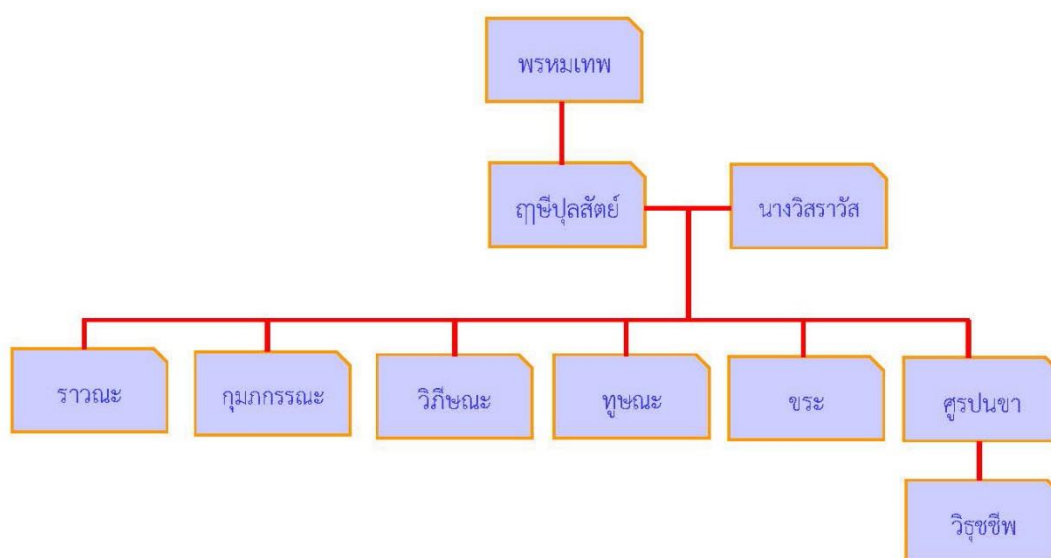 พรหมเทพ
ฤๅษีปุลสัตย์
นางวิสราวัส
ราวณะ
กุมภกรรณะ
วิภีษณะ
ทูษณะ
ขระ
ศูรปนขา
วิรุชชีพ